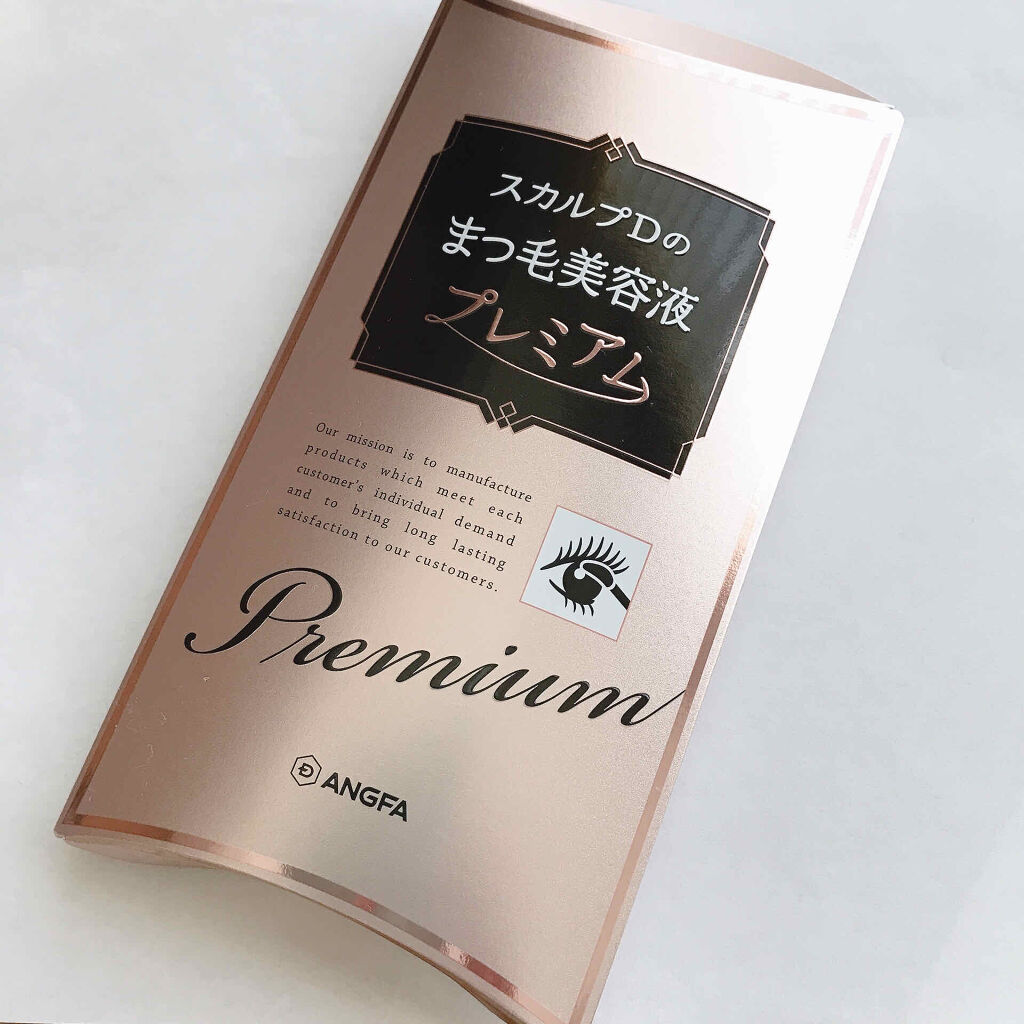 スカルプDの
まつ毛美容液
プレミアム
Our mission is to manufacture
products which meet each
customer's individual demand
and to bring long lasting
satisfaction to our customers.
Premium
D ANGFA